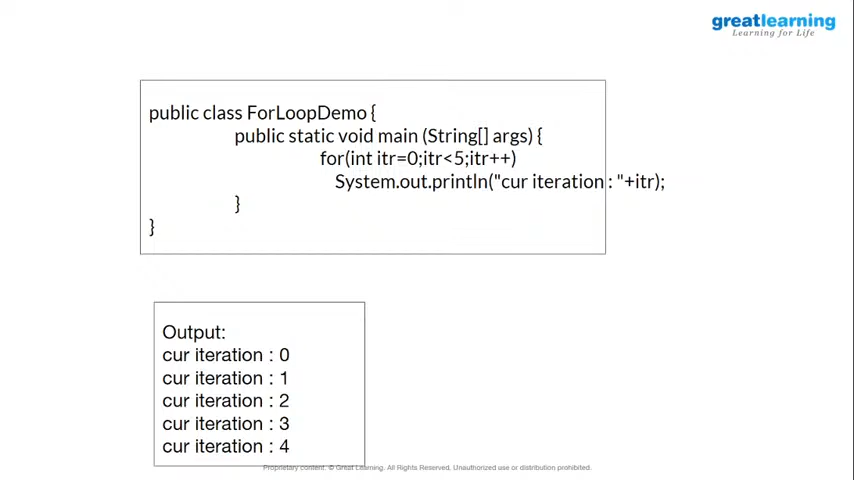 greatlearning
Learning for Life
public class ForLoopDemo {
public static void main (String[] args) {
for(int itr=0;itr<5;itr++)
System.out.println("cur iteration : "+itr);
}
}
Output:
cur iteration : 0
cur iteration : 1
cur iteration : 2
cur iteration : 3
cur iteration : 4
Proprietary content. © Great Learning. All Rights Reserved. Unauthorized use or distribution prohibited.